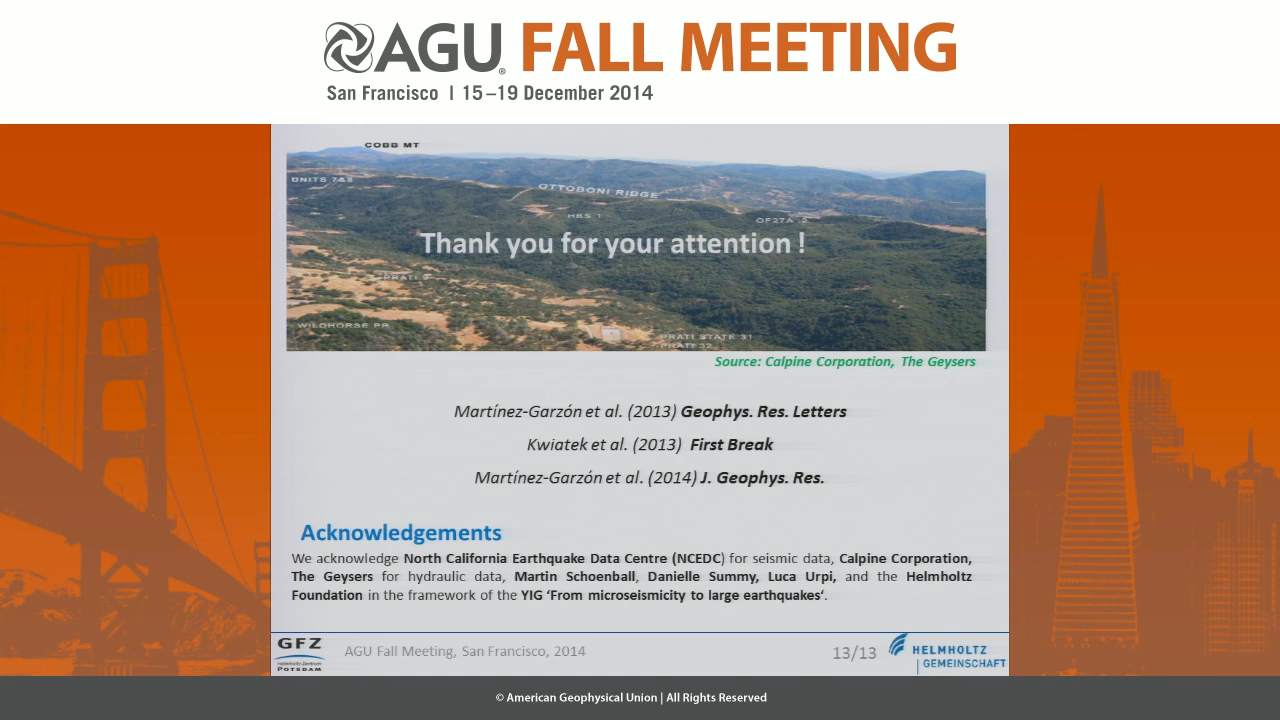 AGU FALL MEETING
San Francisco | 15–19 December 2014
COBB MT
UNITS 7&8
OTTOBONI RIDGE
HBS 1
OF27A -2
Thank you for your attention !
PRATI 9
WILDHORSE PR
PRATI STATE 31
PRATI 32
Source: Calpine Corporation, The Geysers
Martínez-Garzón et al. (2013) Geophys. Res. Letters
Kwiatek et al. (2013) First Break
Martínez-Garzón et al. (2014) J. Geophys. Res.
Acknowledgements
We acknowledge North California Earthquake Data Centre (NCEDC) for seismic data, Calpine Corporation,
The Geysers for hydraulic data, Martin Schoenball, Danielle Summy, Luca Urpi, and the Helmholtz
Foundation in the framework of the YIG ‘From microseismicity to large earthquakes‘.
GFZ
Helmholtz-Zentrum
POTSDAM
AGU Fall Meeting, San Francisco, 2014
13/13
HELMHOLTZ
GEMEINSCHAFT
© American Geophysical Union | All Rights Reserved